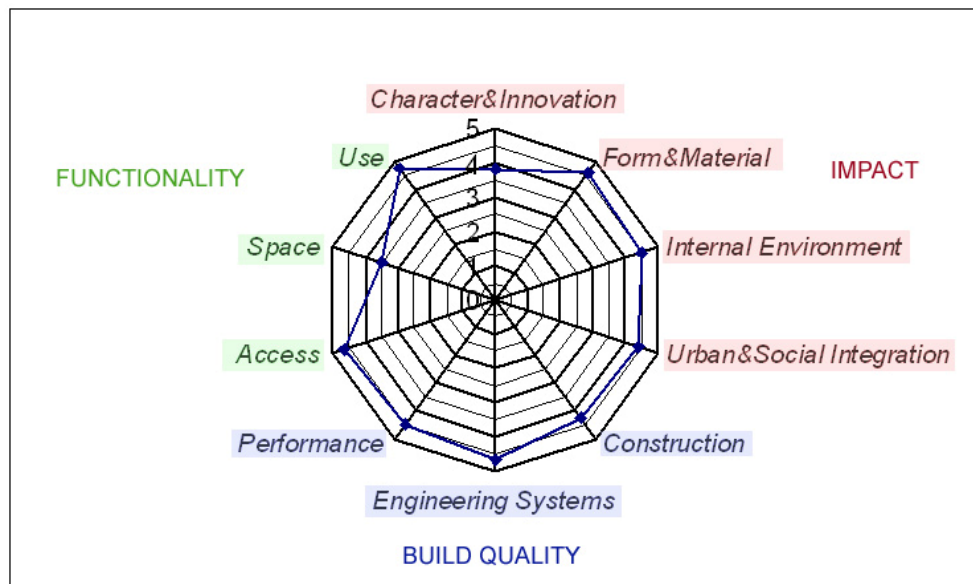 Character&Innovation
5
Use
4
Form&Material
FUNCTIONALITY
IMPACT
3
Space
2
Internal Environment
1
0
Access
Urban&Social Integration
Performance
Construction
Engineering Systems
BUILD QUALITY